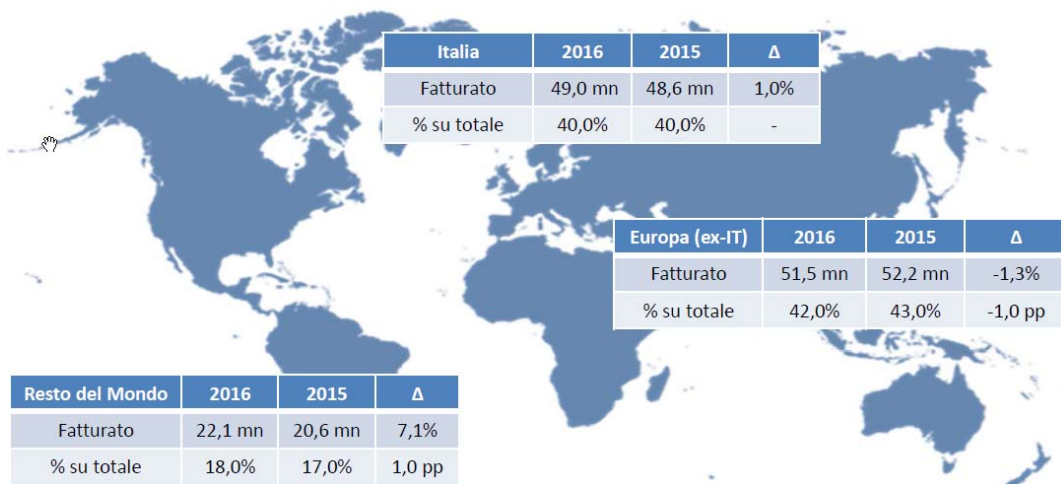 Italia 2016 2015 Δ
Fatturato 49,0 mn 48,6 mn 1,0%
% su totale 40,0% 40,0% -
Europa (ex-IT) 2016 2015 Δ
Fatturato 51,5 mn 52,2 mn -1,3%
% su totale 42,0% 43,0% -1,0 pp
Resto del Mondo 2016 2015 Δ
Fatturato 22,1 mn 20,6 mn 7,1%
% su totale 18,0% 17,0% 1,0 pp